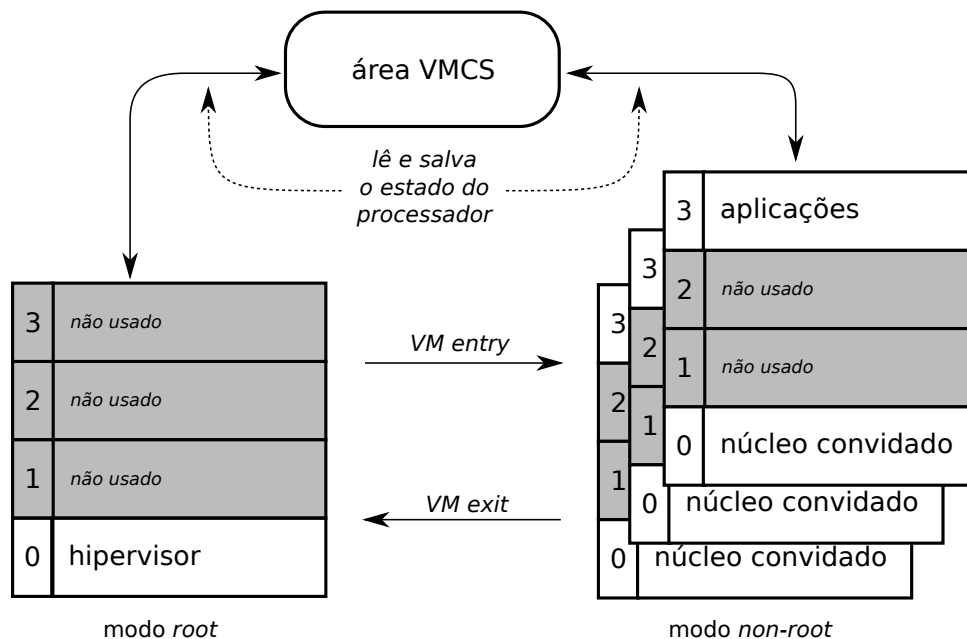 área VMCS
lê e salva
o estado do
processador
3 não usado
2 não usado
1 não usado
0 hipervisor
modo root
VM entry
VM exit
3 aplicações
2 não usado
1 não usado
0 núcleo convidado
3
2
1
0 núcleo convidado
3
2
1
0 núcleo convidado
modo non-root